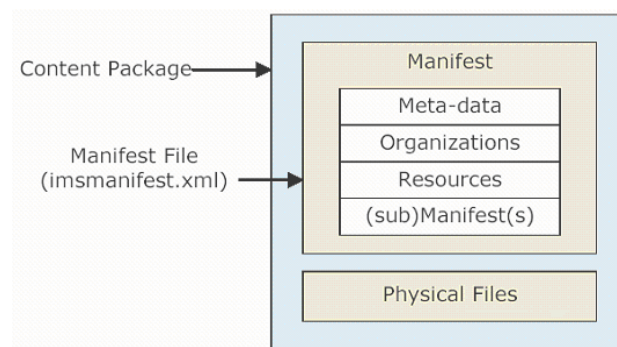 Content Package
Manifest File
(imsmanifest.xml)
Manifest
Meta-data
Organizations
Resources
(sub)Manifest(s)
Physical Files